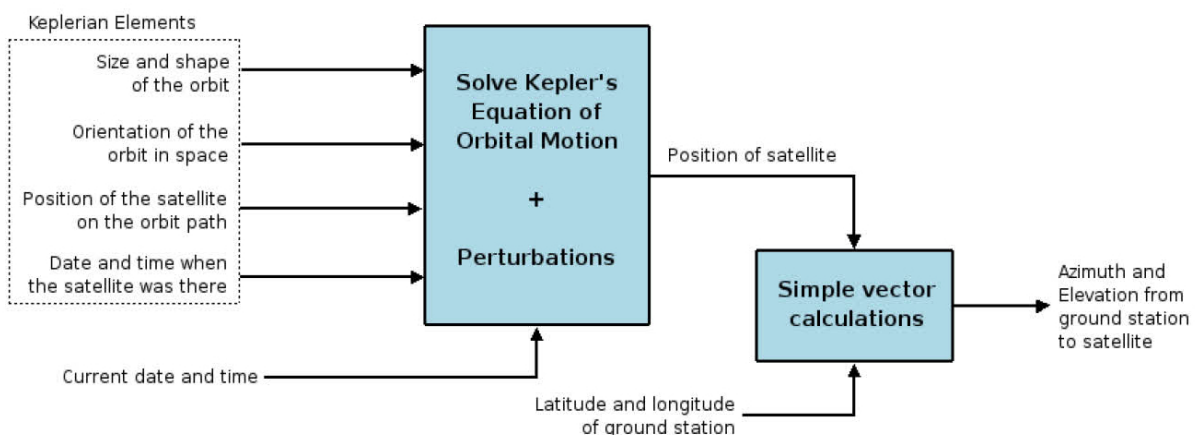 Keplerian Elements
Size and shape
of the orbit
Orientation of the
orbit in space
Position of the satellite
on the orbit path
Date and time when
the satellite was there
Current date and time
Solve Kepler's
Equation of
Orbital Motion
+
Perturbations
Position of satellite
Simple vector
calculations
Latitude and longitude
of ground station
Azimuth and
Elevation from
ground station
to satellite